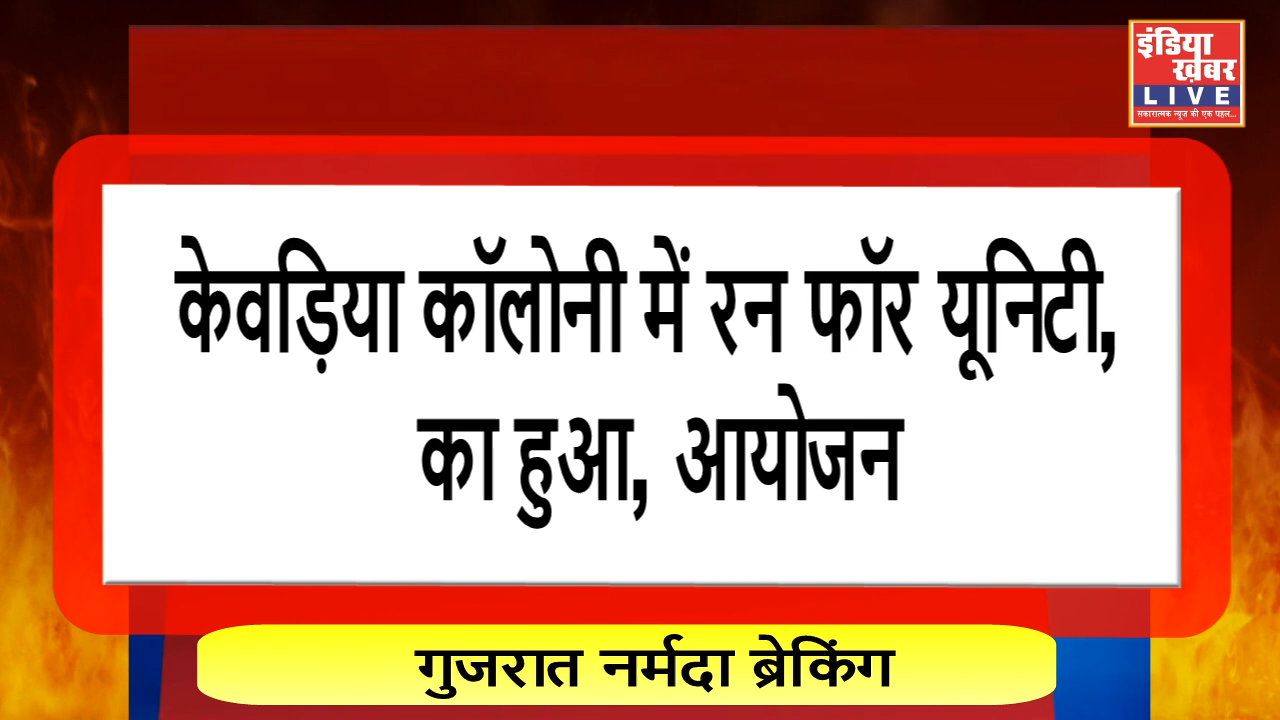 इंडिया
ख़बर
LIVE
सकारात्मक न्यूज की एक पहल...
केवड़िया कॉलोनी में रन फॉर यूनिटी,
का हुआ, आयोजन
गुजरात नर्मदा ब्रेकिंग